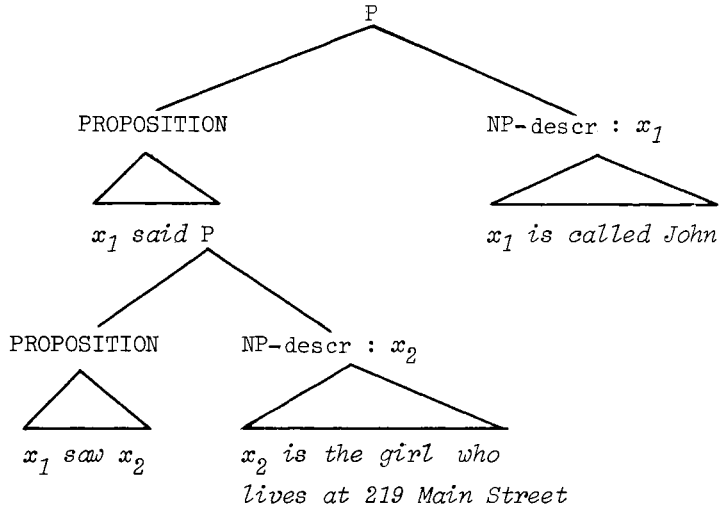 P
PROPOSITION NP-descr : x1
x1 said P x1 is called John
PROPOSITION NP-descr : x2
x1 saw x2 x2 is the girl who
lives at 219 Main Street